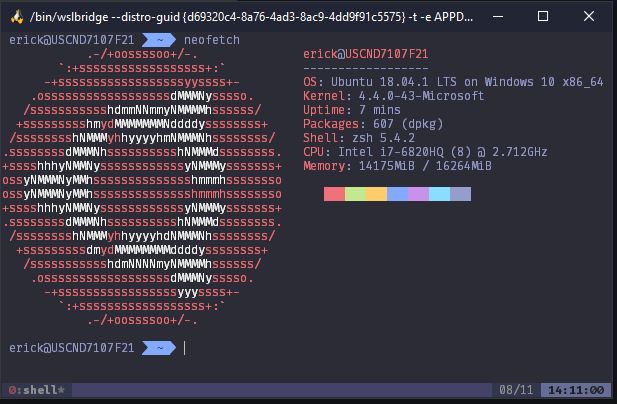 /bin/wslbridge --distro-guid {d69320c4-8a76-4ad3-8ac9-4dd9f91c5575} -t -e APPD...
erick@USCND7107F21 ~ neofetch
.-/+oossssoo+/-.
`:+ssssssssssssssssss+:`
-+ssssssssssssssssssyyssss+-
.ossssssssssssssssssdMMMNysssso.
/ssssssssssshdmmNNmmyNMMMMhssssss/
+ssssssssshmydMMMMMMMNddddyssssssss+
/sssssssshNMMMyhhyyyyhmNMMMNhssssssss/
.ssssssssdMMMNhsssssssssshNMMMdssssssss.
+sssshhhyNMMNyssssssssssssyNMMMysssssss+
ossyNMMMNyMMhsssssssssssssshmmmhssssssso
ossyNMMMNyMMhsssssssssssssshmmmhssssssso
+sssshhhyNMMNyssssssssssssyNMMMysssssss+
.ssssssssdMMMNhsssssssssshNMMMdssssssss.
/sssssssshNMMMyhhyyyyhdNMMMNhssssssss/
+sssssssssdmydMMMMMMMMddddyssssssss+
/ssssssssssshdmNNNNmyNMMMMhssssss/
.ossssssssssssssssssdMMMNysssso.
-+sssssssssssssssssyyyssss+-
`:+ssssssssssssssssss+:`
.-/+oossssoo+/-.
erick@USCND7107F21
------------------
OS: Ubuntu 18.04.1 LTS on Windows 10 x86_64
Kernel: 4.4.0-43-Microsoft
Uptime: 7 mins
Packages: 607 (dpkg)
Shell: zsh 5.4.2
CPU: Intel i7-6820HQ (8) @ 2.712GHz
Memory: 14175MiB / 16264MiB
erick@USCND7107F21 ~
0:shell* 08/11 14:11:00